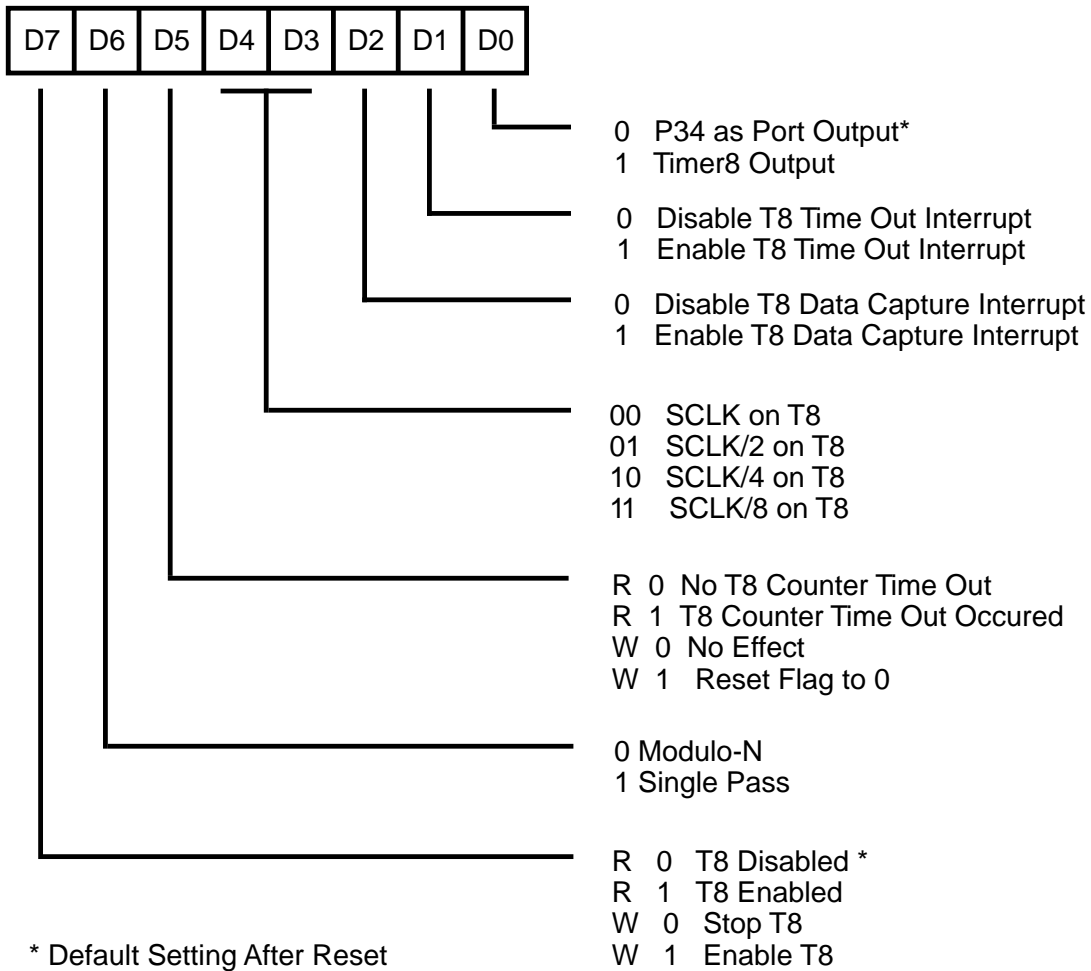 D7 D6 D5 D4 D3 D2 D1 D0
0 P34 as Port Output*
1 Timer8 Output
0 Disable T8 Time Out Interrupt
1 Enable T8 Time Out Interrupt
0 Disable T8 Data Capture Interrupt
1 Enable T8 Data Capture Interrupt
00 SCLK on T8
01 SCLK/2 on T8
10 SCLK/4 on T8
11 SCLK/8 on T8
R 0 No T8 Counter Time Out
R 1 T8 Counter Time Out Occured
W 0 No Effect
W 1 Reset Flag to 0
0 Modulo-N
1 Single Pass
R 0 T8 Disabled *
R 1 T8 Enabled
W 0 Stop T8
W 1 Enable T8
* Default Setting After Reset